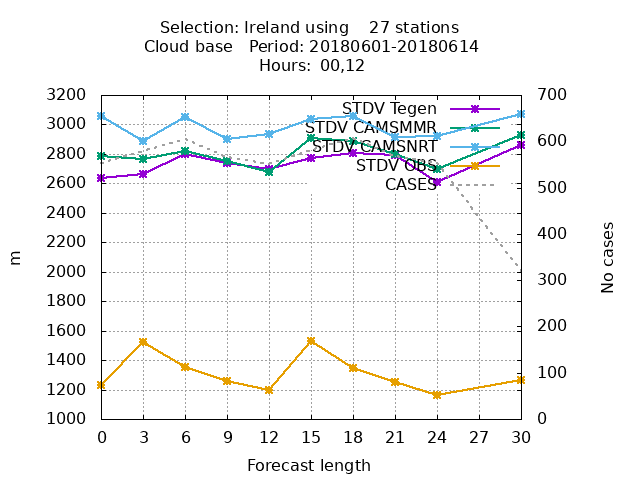 Selection: Ireland using    27 stations
Cloud base   Period: 20180601-20180614
Hours:  00,12
3200
3000
2800
2600
2400
2200
2000
1800
1600
1400
1200
1000
m
700
600
500
400
300
200
100
0
No cases
STDV Tegen
STDV CAMSMMR
STDV CAMSNRT
STDV OBS
CASES
0 3 6 9 12 15 18 21 24 27 30
Forecast length